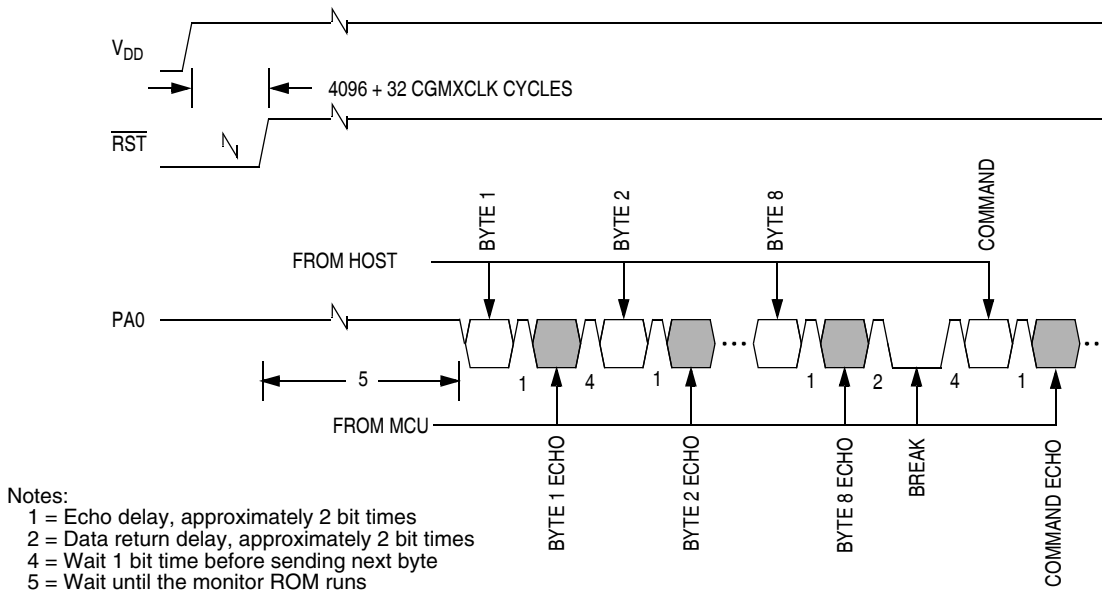 VDD
4096 + 32 CGMXCLK CYCLES
RST
BYTE 1
BYTE 2
BYTE 8
COMMAND
FROM HOST
PA0
5
1
4
1
1
2
4
1
FROM MCU
BYTE 1 ECHO
BYTE 2 ECHO
BYTE 8 ECHO
BREAK
COMMAND ECHO
Notes:
1 = Echo delay, approximately 2 bit times
2 = Data return delay, approximately 2 bit times
4 = Wait 1 bit time before sending next byte
5 = Wait until the monitor ROM runs